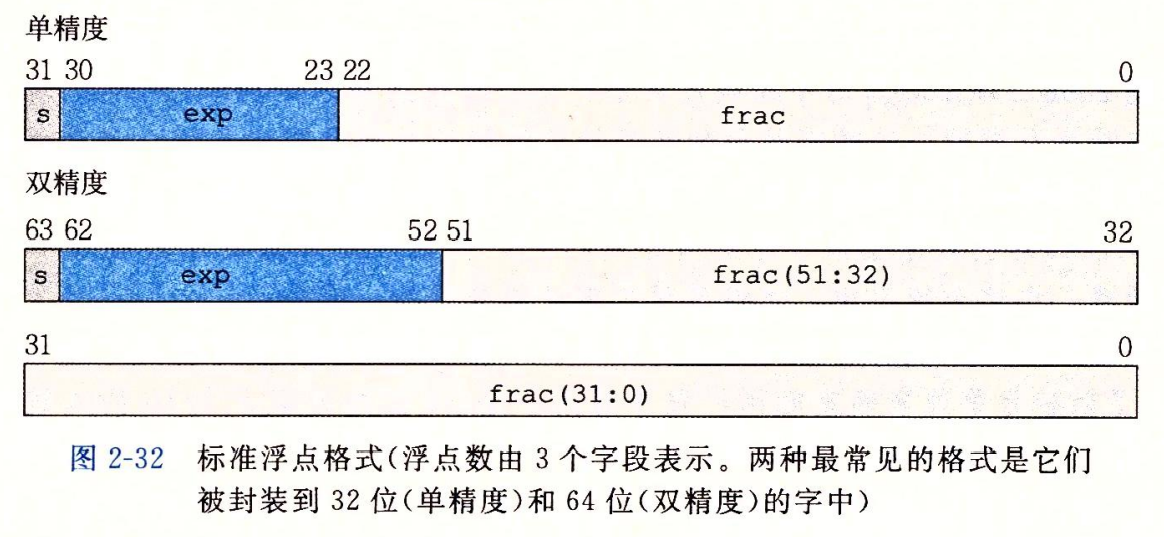 单精度
31 30 23 22 0
s exp frac
双精度
63 62 52 51 32
s exp frac(51:32)
31 0
frac(31:0)
图 2-32 标准浮点格式(浮点数由 3 个字段表示。两种最常见的格式是它们
被封装到 32 位(单精度)和 64 位(双精度)的字中)